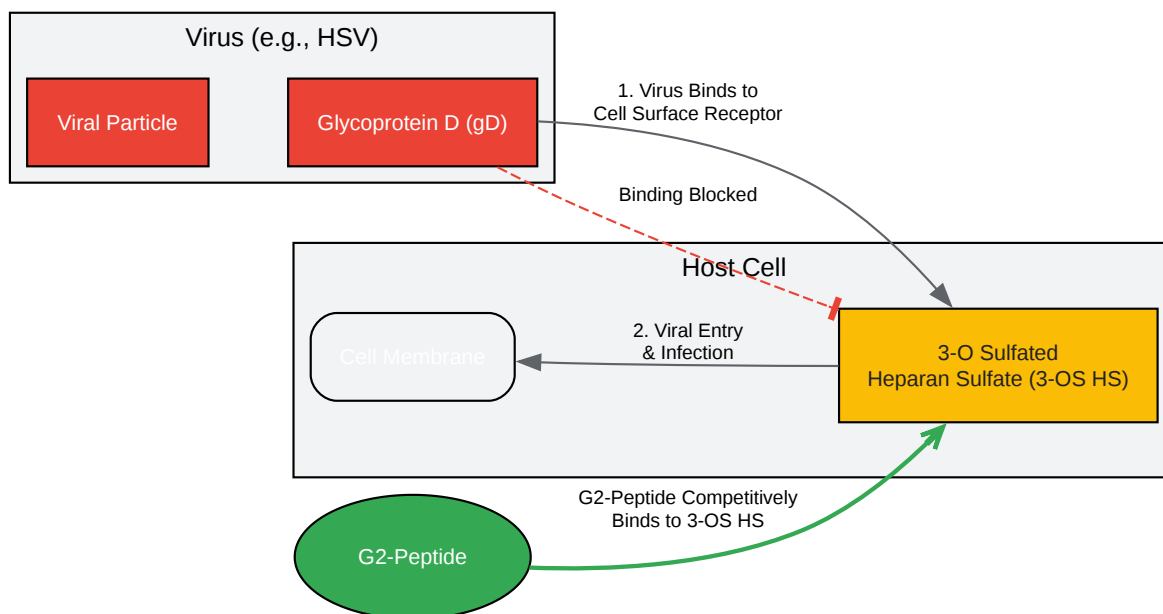 Virus (e.g., HSV)
Viral Particle
Glycoprotein D (gD)
1. Virus Binds to
Cell Surface Receptor
Binding Blocked
Host Cell
Cell Membrane
2. Viral Entry
& Infection
3-O Sulfated
Heparan Sulfate (3-OS HS)
G2-Peptide Competitively
Binds to 3-OS HS
G2-Peptide